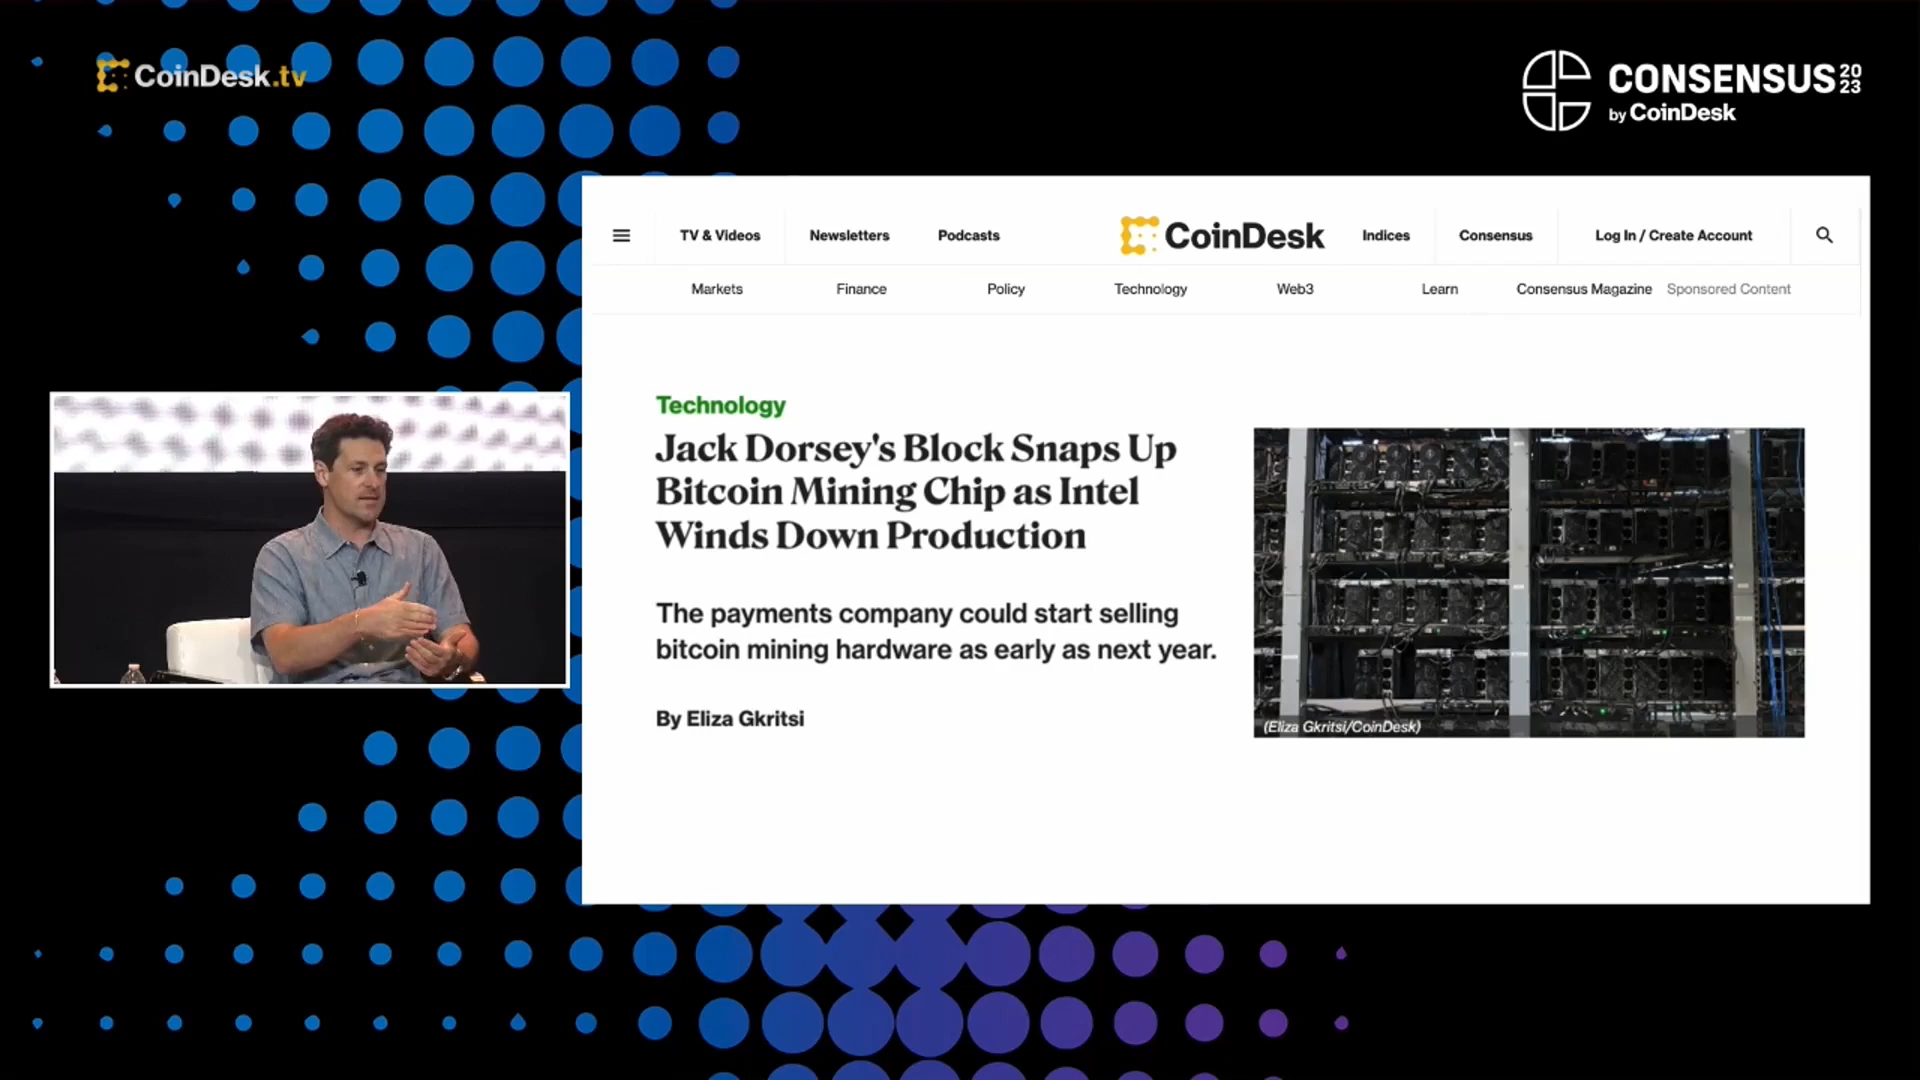 CoinDesk.tv
CONSENSUS 20 23
by CoinDesk
TV & Videos Newsletters Podcasts CoinDesk Indices Consensus Log In / Create Account
Markets Finance Policy Technology Web3 Learn Consensus Magazine Sponsored Content
Technology
Jack Dorsey's Block Snaps Up
Bitcoin Mining Chip as Intel
Winds Down Production
The payments company could start selling
bitcoin mining hardware as early as next year.
By Eliza Gkritsi
(Eliza Gkritsi/CoinDesk)